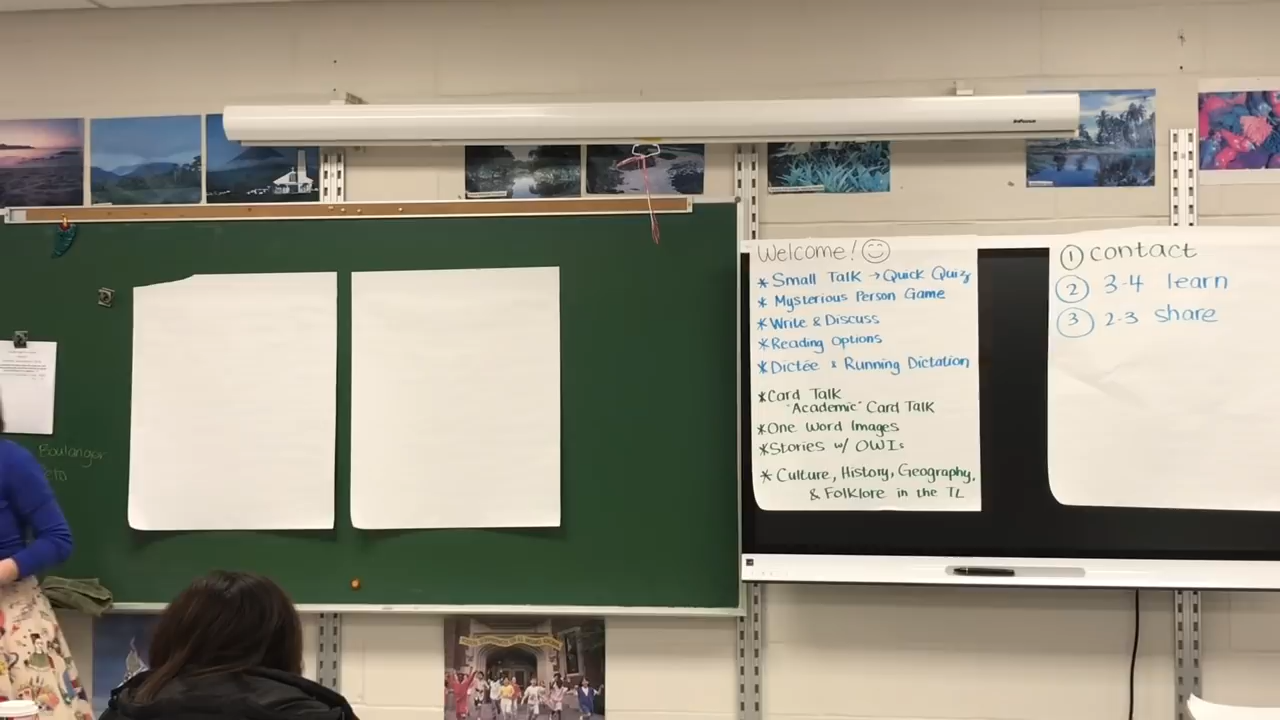 InFocus
Welcome!
* Small Talk → Quick Quiz
* Mysterious Person Game
* Write & Discuss
* Reading Options
* Dictée & Running Dictation
* Card Talk
"Academic" Card Talk
* One Word Images
* Stories w/ OWIs
* Culture, History, Geography,
& Folklore in the TL
① contact
② 3-4 learn
③ 2-3 share
Boulanger